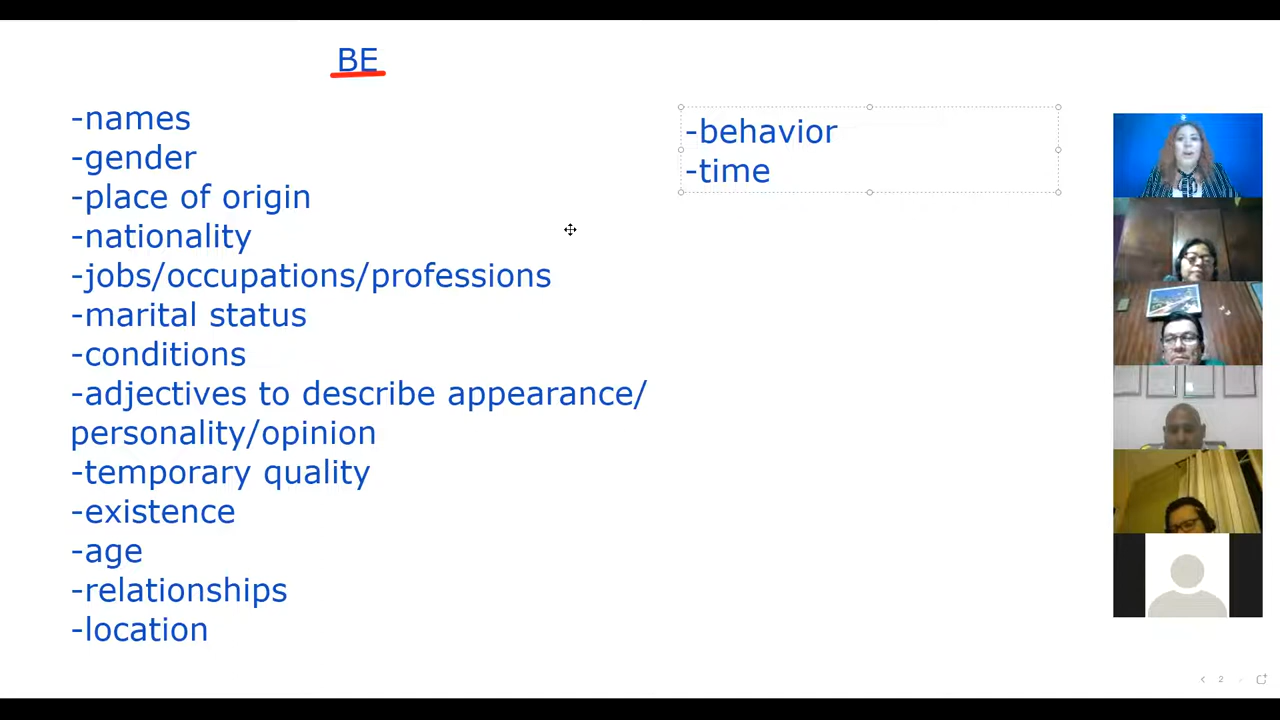 BE
-names
-gender
-place of origin
-nationality
-jobs/occupations/professions
-marital status
-conditions
-adjectives to describe appearance/
personality/opinion
-temporary quality
-existence
-age
-relationships
-location
-behavior
-time
2